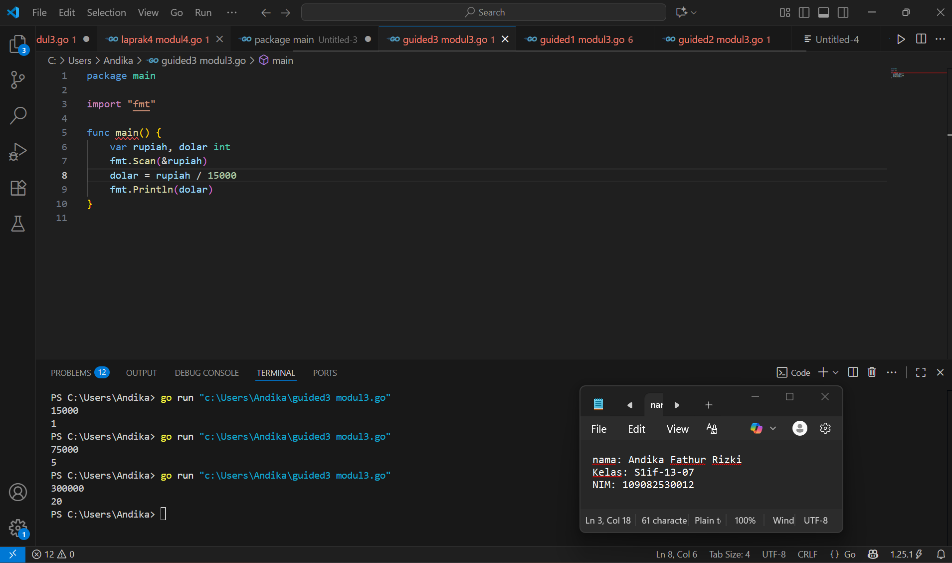 File Edit Selection View Go Run ··· Search
dul3.go 1 laprak4 modul4.go 1 package main Untitled-3 guided3 modul3.go 1 guided1 modul3.go 6 guided2 modul3.go 1 Untitled-4
C: > Users > Andika > guided3 modul3.go > main
1 package main
2
3 import "fmt"
4
5 func main() {
6 var rupiah, dolar int
7 fmt.Scan(&rupiah)
8 dolar = rupiah / 15000
9 fmt.Println(dolar)
10 }
11
PROBLEMS 12 OUTPUT DEBUG CONSOLE TERMINAL PORTS Code
PS C:\Users\Andika> go run "c:\Users\Andika\guided3 modul3.go"
15000
1
PS C:\Users\Andika> go run "c:\Users\Andika\guided3 modul3.go"
75000
5
PS C:\Users\Andika> go run "c:\Users\Andika\guided3 modul3.go"
300000
20
PS C:\Users\Andika>
nar
File Edit View
nama: Andika Fathur Rizki
Kelas: S1if-13-07
NIM: 109082530012
Ln 3, Col 18 61 characte Plain t 100% Wind UTF-8
3
1
12 0 Ln 8, Col 6 Tab Size: 4 UTF-8 CRLF {} Go 1.25.1